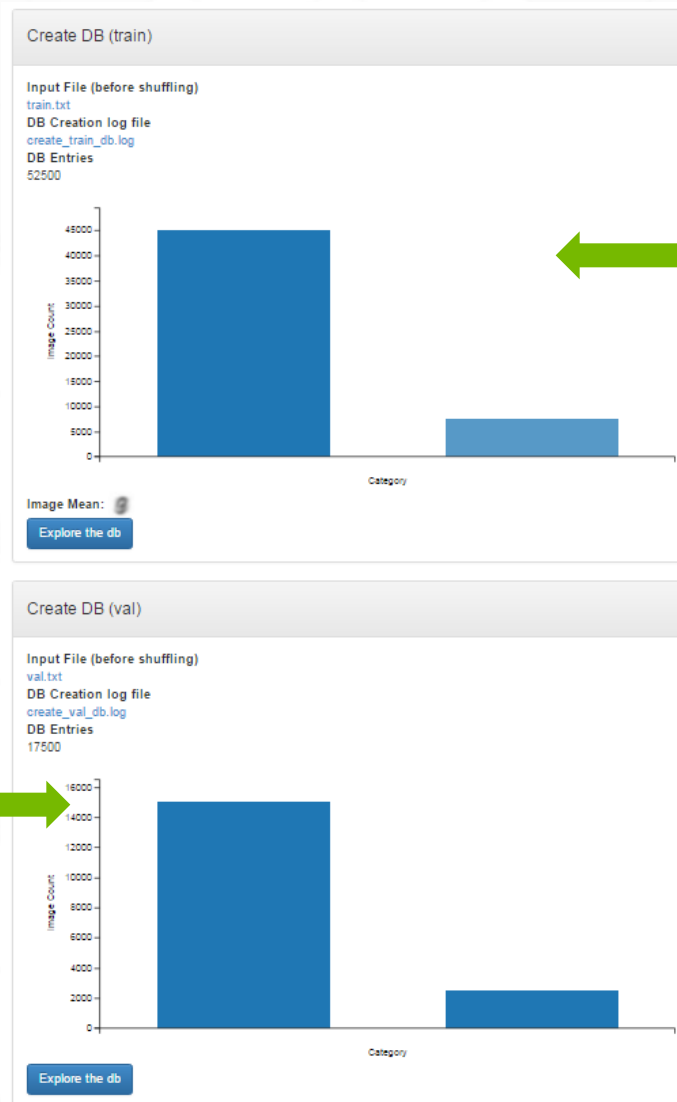 Create DB (train)
Input File (before shuffling)
train.txt
DB Creation log file
create_train_db.log
DB Entries
52500
45000
40000
35000
30000
25000
20000
15000
10000
5000
0
Image Count
Category
Image Mean:
Explore the db
Create DB (val)
Input File (before shuffling)
val.txt
DB Creation log file
create_val_db.log
DB Entries
17500
16000
14000
12000
10000
8000
6000
4000
2000
0
Image Count
Category
Explore the db